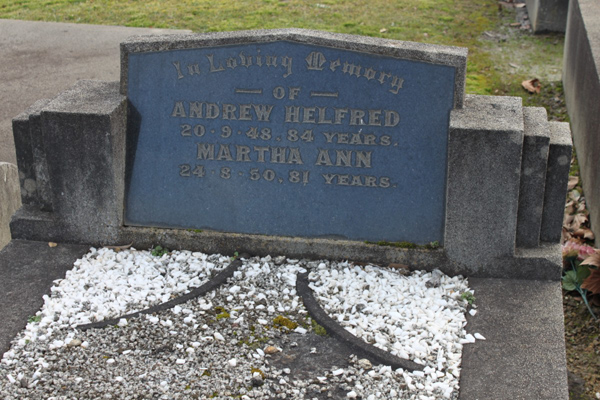 In Loving Memory
— OF —
ANDREW HELFRED
20·9·48, 84 YEARS.
MARTHA ANN
24·8·50, 81 YEARS.